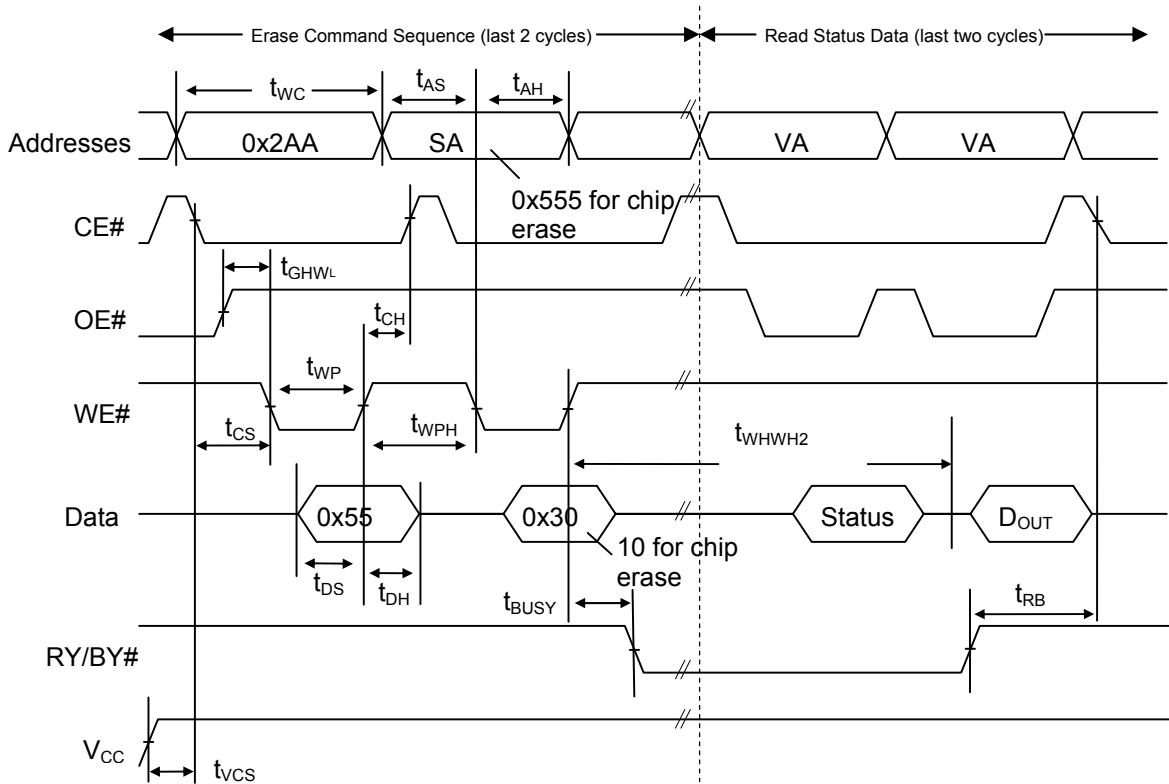 Erase Command Sequence (last 2 cycles)
Read Status Data (last two cycles)
tWC
tAS
tAH
Addresses
0x2AA
SA
VA
VA
0x555 for chip
erase
CE#
tGHWL
OE#
tCH
tWP
WE#
tCS
tWPH
tWHWH2
Data
0x55
0x30
Status
DOUT
10 for chip
erase
tDS
tDH
tBUSY
tRB
RY/BY#
VCC
tVCS